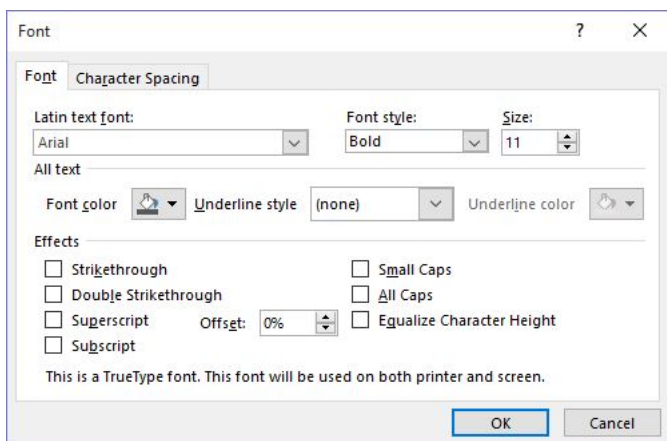 Font ?
Font Character Spacing
Latin text font: Font style: Size:
Arial Bold 11
All text
Font color Underline style (none) Underline color
Effects
Strikethrough Small Caps
Double Strikethrough All Caps
Superscript Offset: 0% Equalize Character Height
Subscript
This is a TrueType font. This font will be used on both printer and screen.
OK Cancel